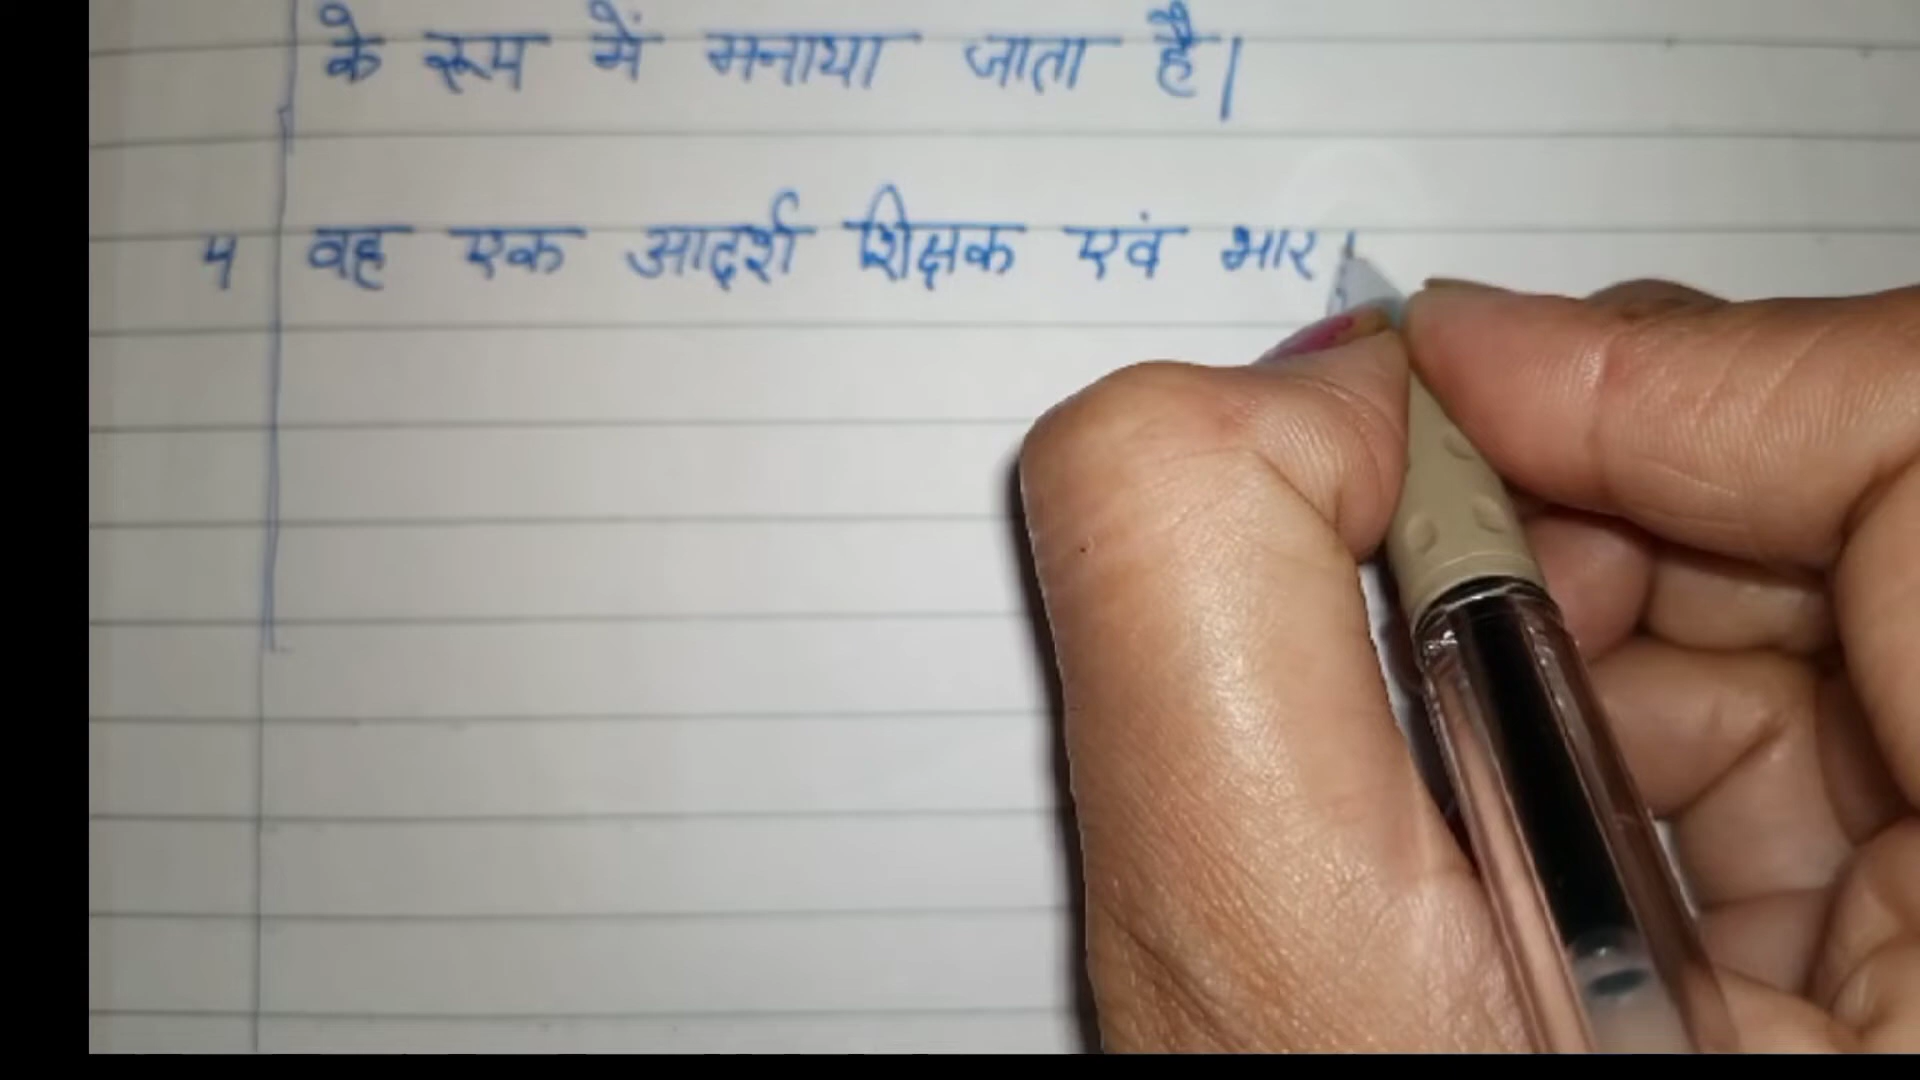 के रूप में मनाया जाता है।
4 वह एक आदर्श शिक्षक एवं भार